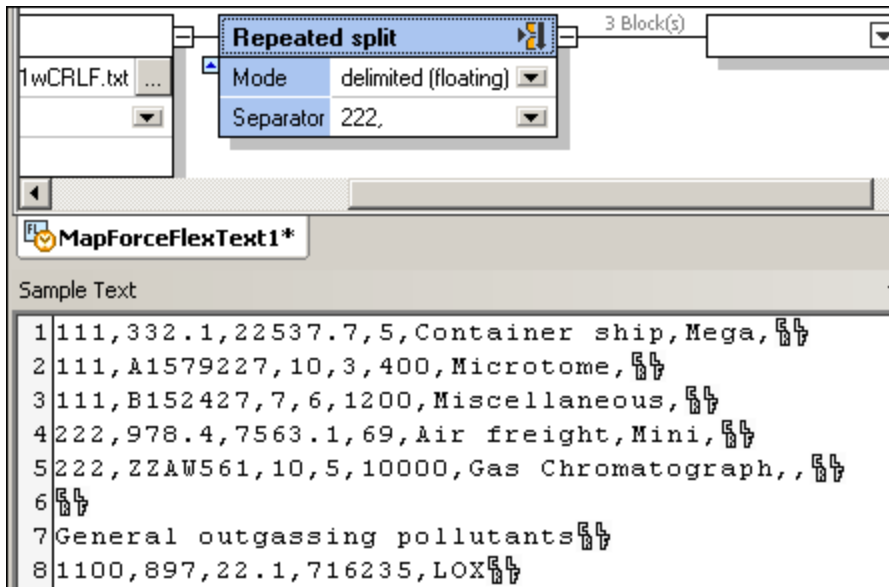 3 Block(s)
Repeated split
1wCRLF.txt ...
Mode delimited (floating)
Separator 222,
MapForceFlexText1*
Sample Text
1 111,332.1,22537.7,5,Container ship,Mega,␍␊
2 111,A1579227,10,3,400,Microtome,␍␊
3 111,B152427,7,6,1200,Miscellaneous,␍␊
4 222,978.4,7563.1,69,Air freight,Mini,␍␊
5 222,ZZAW561,10,5,10000,Gas Chromatograph,,␍␊
6 ␍␊
7 General outgassing pollutants␍␊
8 1100,897,22.1,716235,LOX␍␊